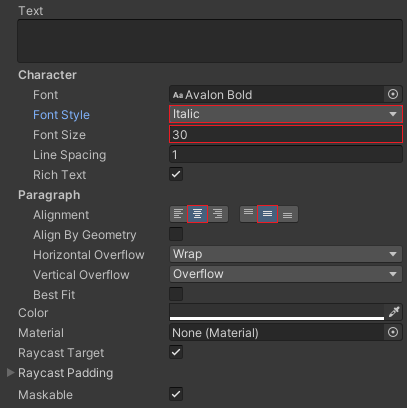 Text
Character
Font Aa Avalon Bold
Font Style Italic
Font Size 30
Line Spacing 1
Rich Text
Paragraph
Alignment
Align By Geometry
Horizontal Overflow Wrap
Vertical Overflow Overflow
Best Fit
Color
Material None (Material)
Raycast Target
Raycast Padding
Maskable